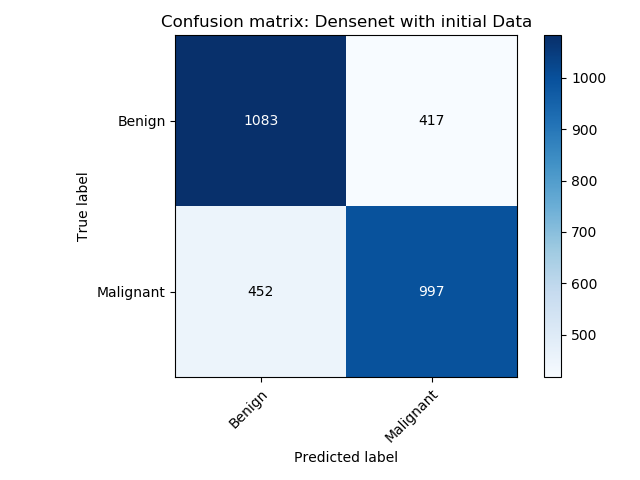 Confusion matrix: Densenet with initial Data
Benign
1083
417
Malignant
452
997
True label
Benign
Malignant
Predicted label
1000
900
800
700
600
500